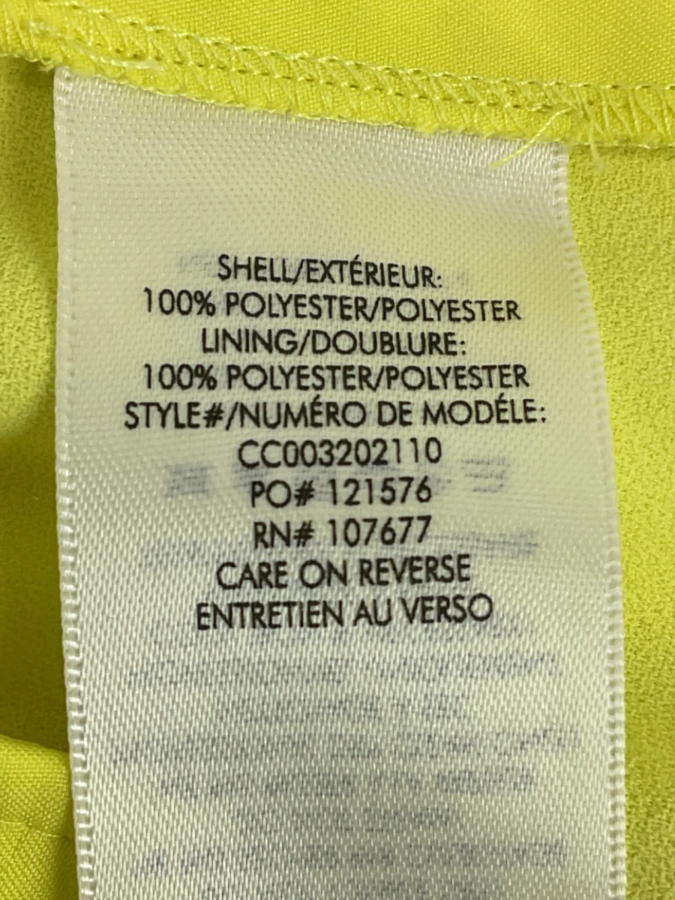 SHELL/EXTÉRIEUR:
100% POLYESTER/POLYESTER
LINING/DOUBLURE:
100% POLYESTER/POLYESTER
STYLE#/NUMÉRO DE MODÉLE:
CC003202110
PO# 121576
RN# 107677
CARE ON REVERSE
ENTRETIEN AU VERSO